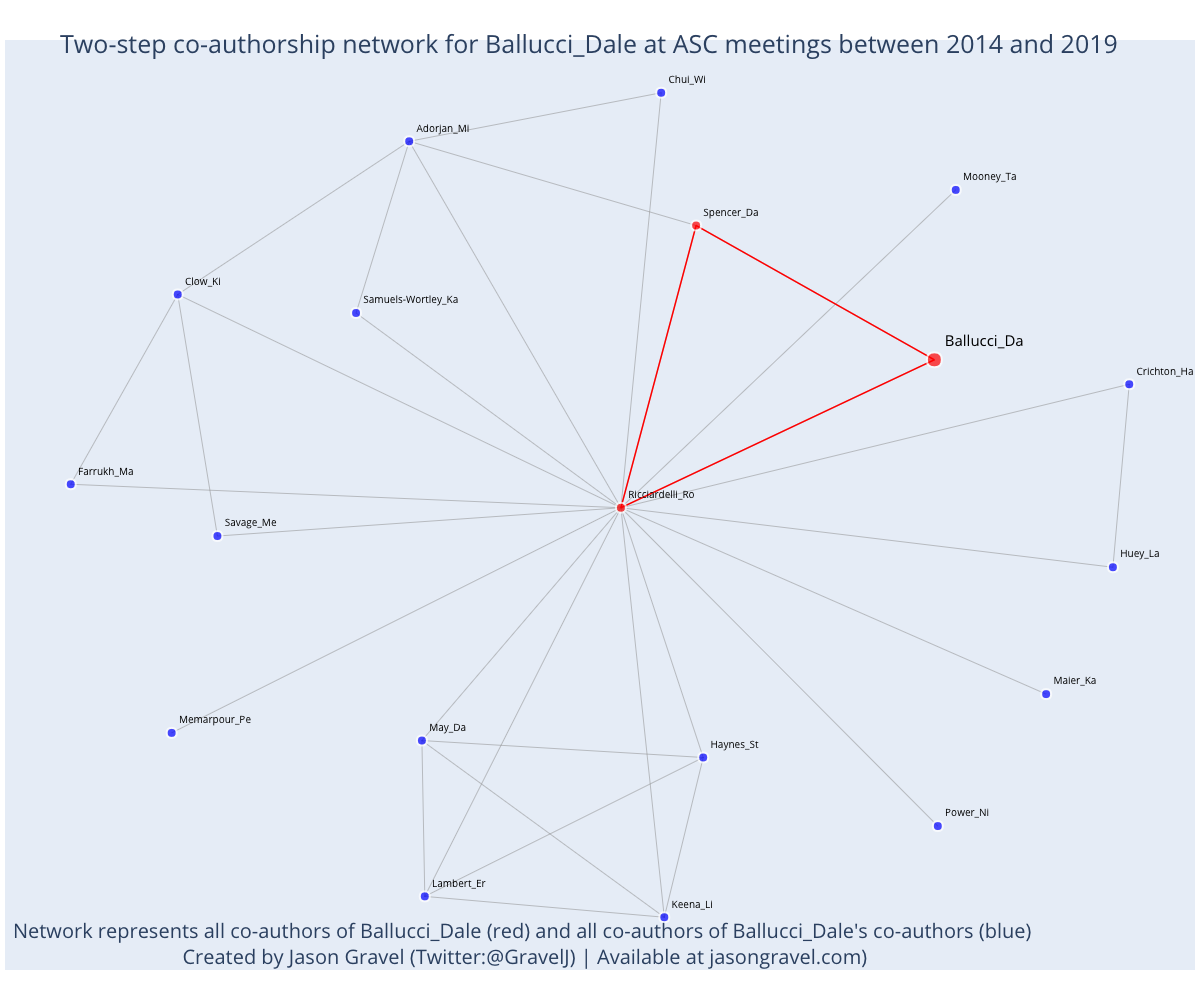 Two-step co-authorship network for Ballucci_Dale at ASC meetings between 2014 and 2019
Chui_Wi
Adorjan_Mi
Mooney_Ta
Spencer_Da
Clow_Ki
Samuels-Wortley_Ka
Ballucci_Da
Crichton_Ha
Farrukh_Ma
Ricciardelli_Ro
Savage_Me
Huey_La
Maier_Ka
Memarpour_Pe
May_Da
Haynes_St
Power_Ni
Lambert_Er
Keena_Li
Network represents all co-authors of Ballucci_Dale (red) and all co-authors of Ballucci_Dale's co-authors (blue)
Created by Jason Gravel (Twitter:@GravelJ) | Available at jasongravel.com)